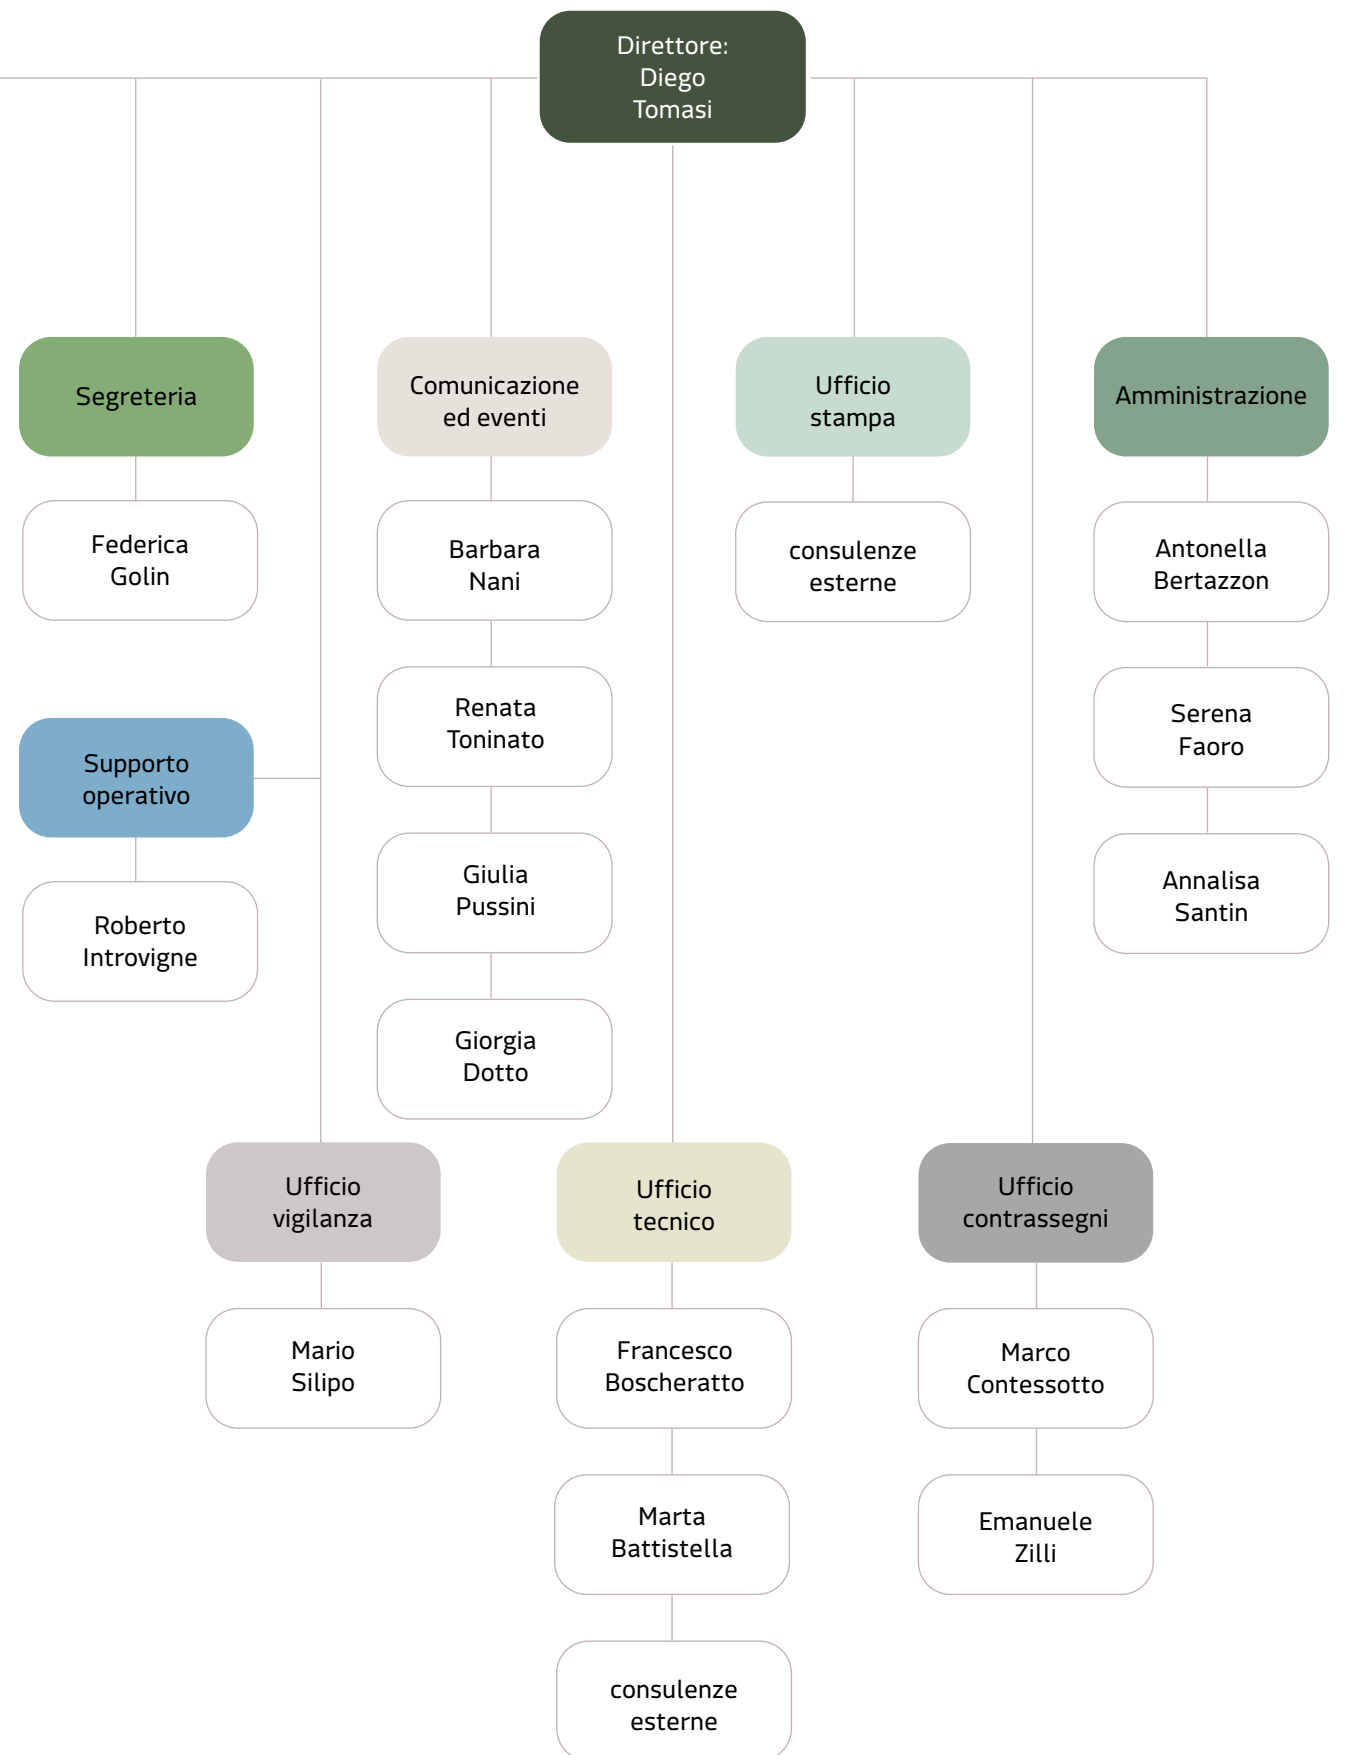 Direttore:
Diego
Tomasi
Segreteria
Federica
Golin
Supporto
operativo
Roberto
Introvigne
Comunicazione
ed eventi
Barbara
Nani
Renata
Toninato
Giulia
Pussini
Giorgia
Dotto
Ufficio
stampa
consulenze
esterne
Amministrazione
Antonella
Bertazzon
Serena
Faoro
Annalisa
Santin
Ufficio
vigilanza
Mario
Silipo
Ufficio
tecnico
Francesco
Boscheratto
Marta
Battistella
consulenze
esterne
Ufficio
contrassegni
Marco
Contessotto
Emanuele
Zilli